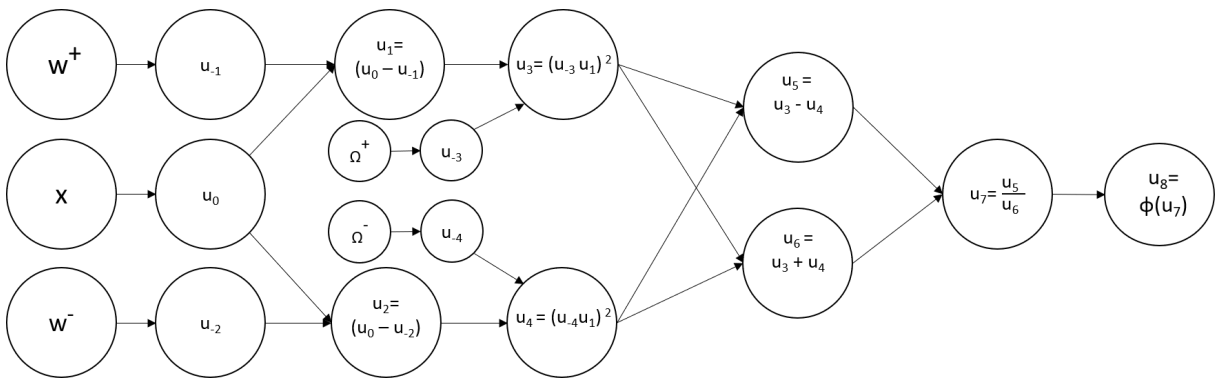 w⁺
u₋₁
u₁=
(u₀ – u₋₁)
u₃= (u₋₃ u₁) ²
Ω⁺
u₋₃
x
u₀
Ω⁻
u₋₄
w⁻
u₋₂
u₂=
(u₀ – u₋₂)
u₄ = (u₋₄u₁) ²
u₅ =
u₃ - u₄
u₆ =
u₃ + u₄
u₇= u₅/u₆
u₈=
ϕ(u₇)